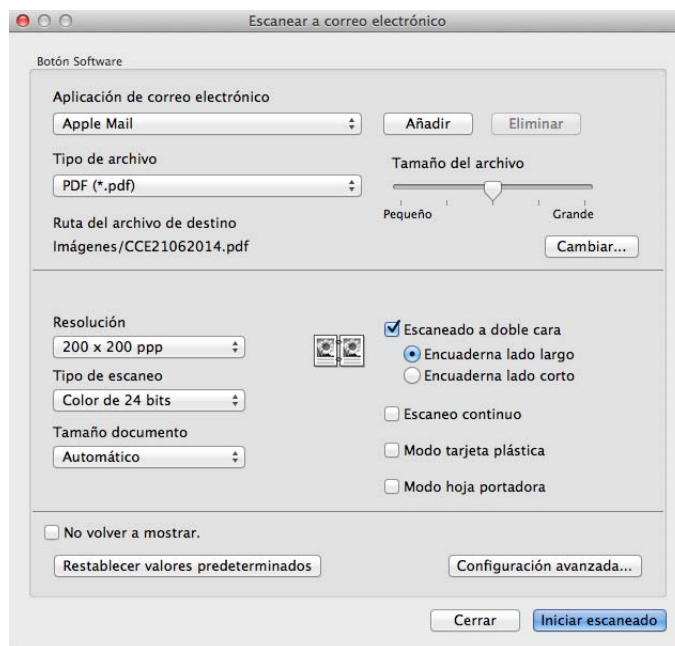 Escanear a correo electrónico
Botón Software
Aplicación de correo electrónico
Apple Mail
Añadir
Eliminar
Tipo de archivo
Tamaño del archivo
PDF (*.pdf)
Pequeño
Grande
Ruta del archivo de destino
Imágenes/CCE21062014.pdf
Cambiar...
Resolución
200 x 200 ppp
Escaneado a doble cara
Encuaderna lado largo
Tipo de escaneo
Encuaderna lado corto
Color de 24 bits
Escaneo continuo
Tamaño documento
Automático
Modo tarjeta plástica
Modo hoja portadora
No volver a mostrar.
Restablecer valores predeterminados
Configuración avanzada...
Cerrar
Iniciar escaneado